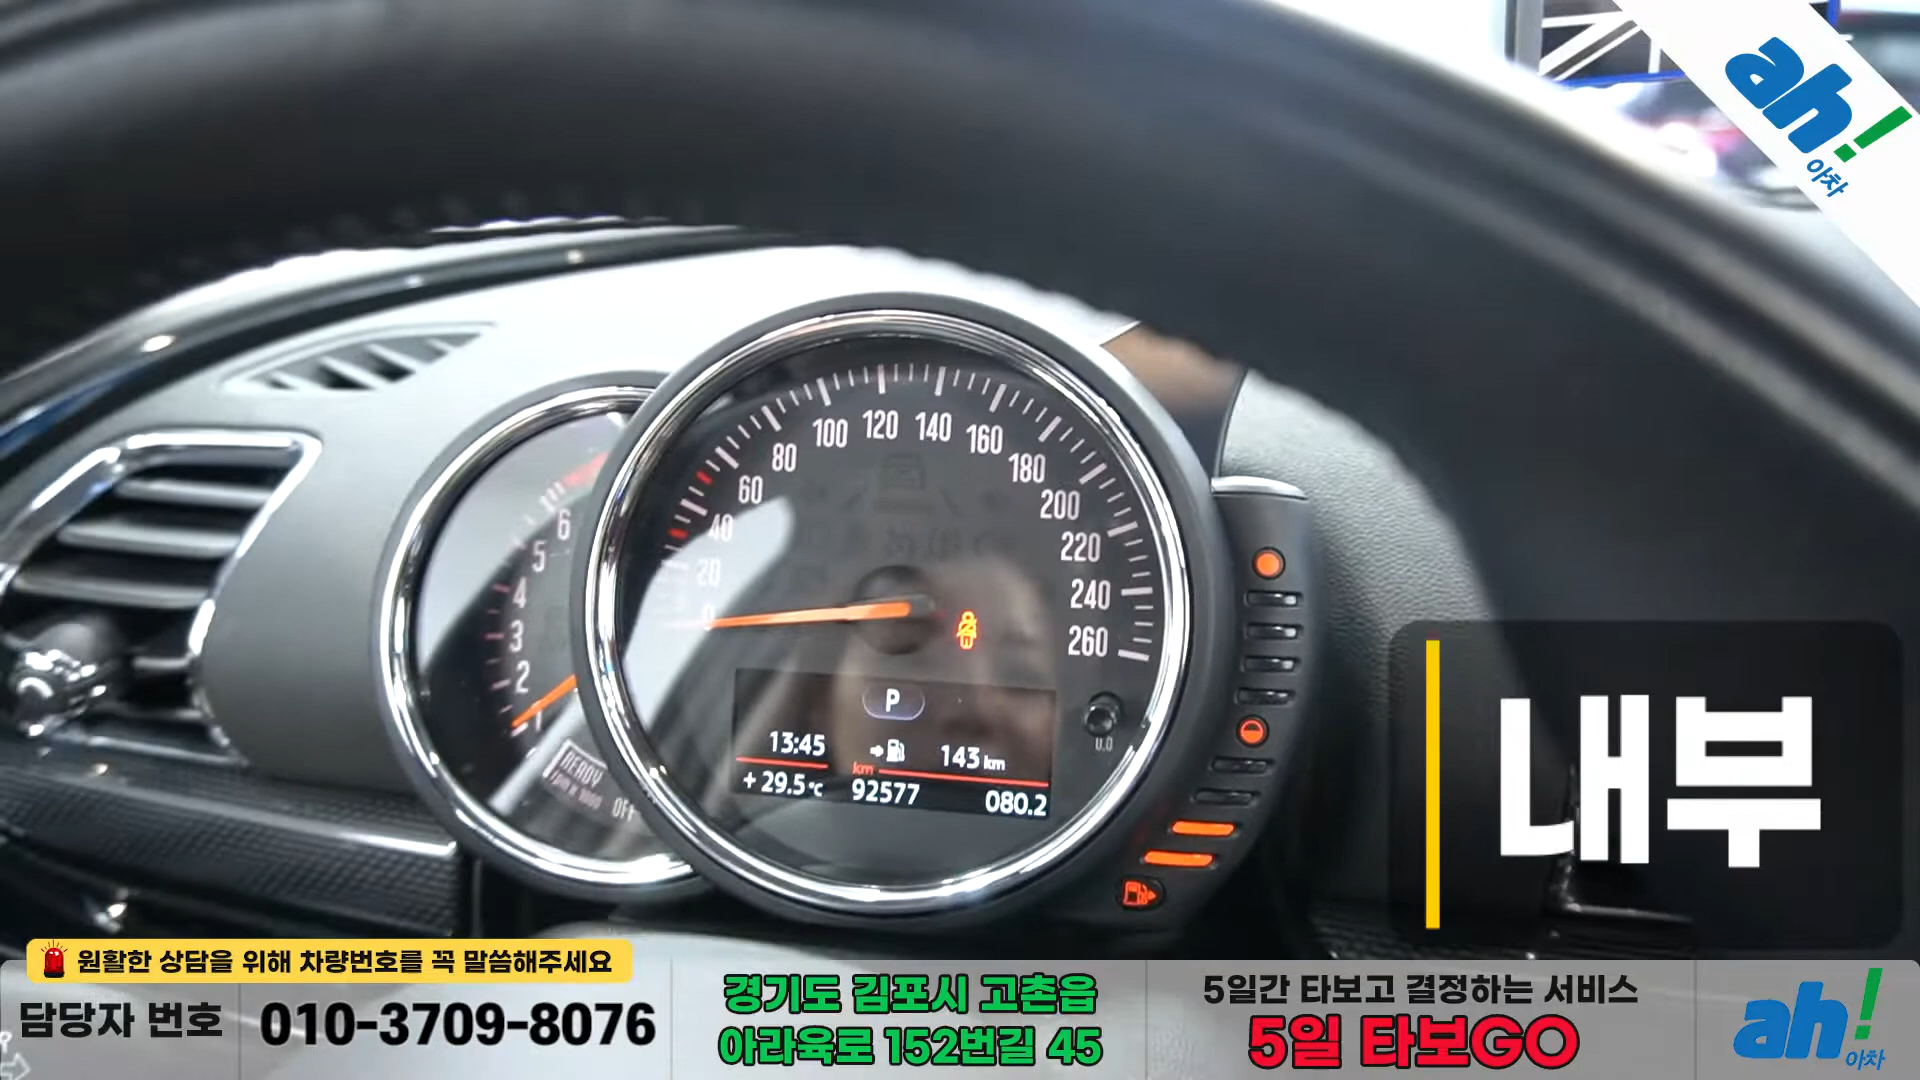 ah!
아차
100 120 140 160
80 180
60 200
40 220
20 240
0 260
6
5
4
3
2
1
READY
OFF
P
13:45 143 km
+ 29.5 °C km 92577 080.2
0.0
내부
원활한 상담을 위해 차량번호를 꼭 말씀해주세요
담당자 번호 010-3709-8076
경기도 김포시 고촌읍
아라육로 152번길 45
5일간 타보고 결정하는 서비스
5일 타보GO
ah!
아차